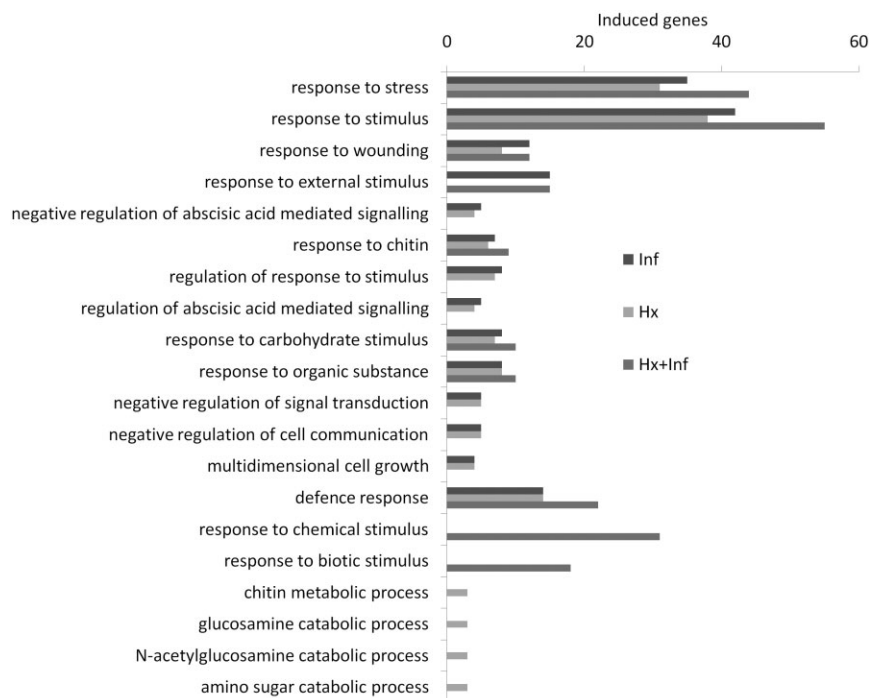 Induced genes
0 20 40 60
response to stress
response to stimulus
response to wounding
response to external stimulus
negative regulation of abscisic acid mediated signalling
response to chitin
regulation of response to stimulus
regulation of abscisic acid mediated signalling
response to carbohydrate stimulus
response to organic substance
negative regulation of signal transduction
negative regulation of cell communication
multidimensional cell growth
defence response
response to chemical stimulus
response to biotic stimulus
chitin metabolic process
glucosamine catabolic process
N-acetylglucosamine catabolic process
amino sugar catabolic process
Inf
Hx
Hx+Inf